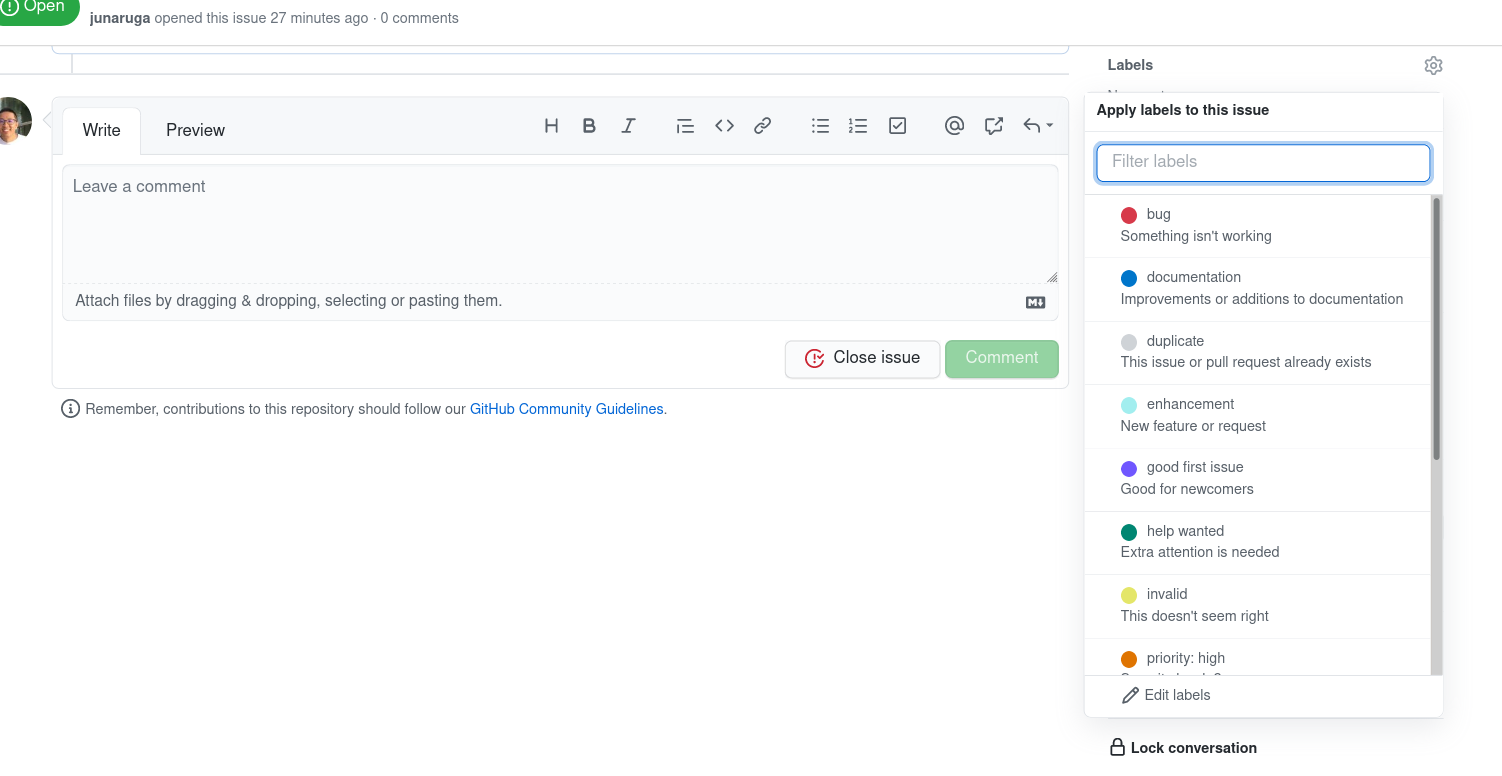 Open
junaruga opened this issue 27 minutes ago · 0 comments
Labels
Apply labels to this issue
Filter labels
Write
Preview
Leave a comment
Attach files by dragging & dropping, selecting or pasting them.
Close issue
Comment
Remember, contributions to this repository should follow our GitHub Community Guidelines.
bug
Something isn't working
documentation
Improvements or additions to documentation
duplicate
This issue or pull request already exists
enhancement
New feature or request
good first issue
Good for newcomers
help wanted
Extra attention is needed
invalid
This doesn't seem right
priority: high
Edit labels
Lock conversation